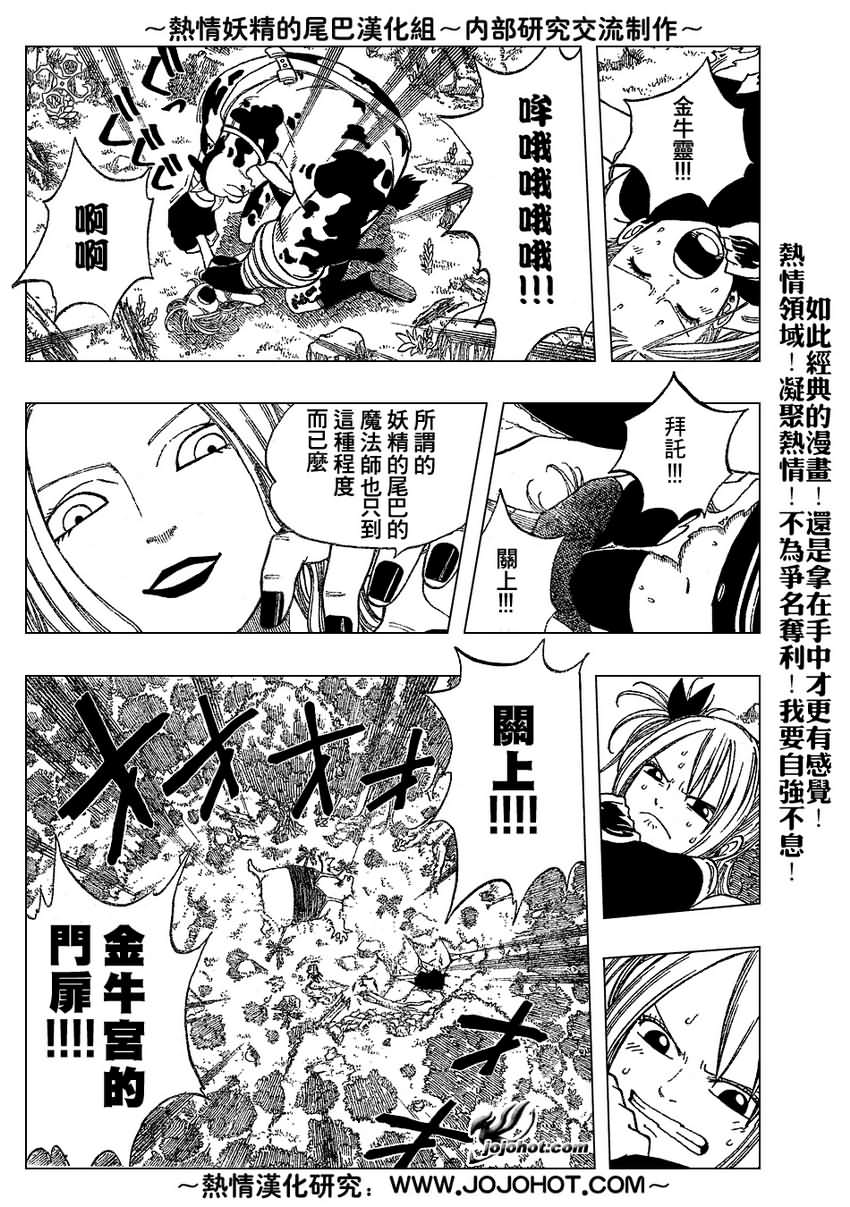 ～熱情妖精的尾巴漢化組～内部研究交流制作～
金牛靈!!!
哞哦哦哦哦!!!
啊啊
拜託!!!
關上!!!
所謂的
妖精的尾巴的
魔法師也只到
這種程度
而已麼
關上!!!!
金牛宮的
門扉!!!!
如此經典的漫畫！還是拿在手中才更有感覺！
熱情領域！凝聚熱情！不為爭名奪利！我要自強不息！
jojohot.com
～熱情漢化研究：WWW.JOJOHOT.COM～